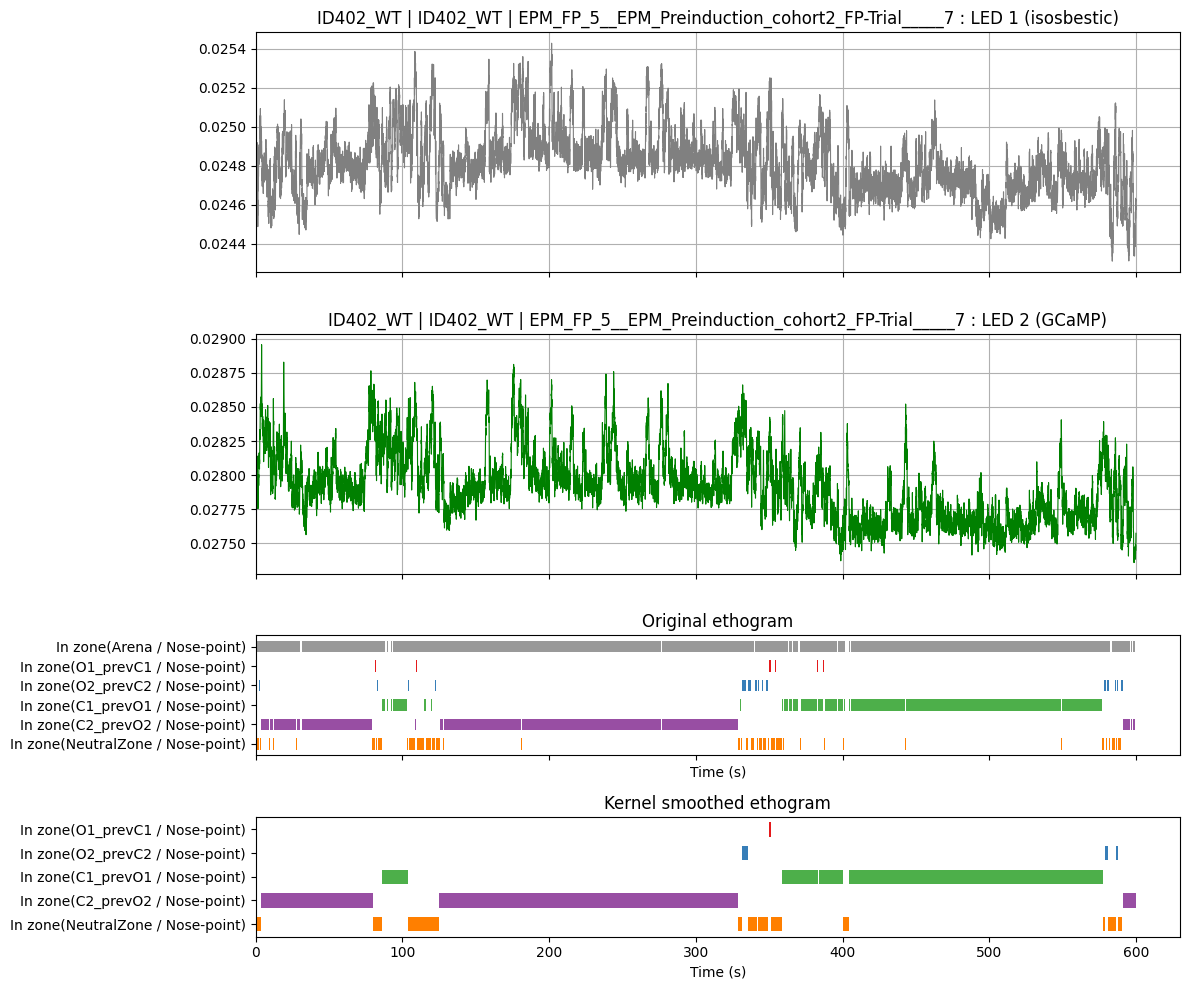 ID402_WT | ID402_WT | EPM_FP_5__EPM_Preinduction_cohort2_FP-Trial_____7 : LED 1 (isosbestic)
0.0254
0.0252
0.0250
0.0248
0.0246
0.0244
ID402_WT | ID402_WT | EPM_FP_5__EPM_Preinduction_cohort2_FP-Trial_____7 : LED 2 (GCaMP)
0.02900
0.02875
0.02850
0.02825
0.02800
0.02775
0.02750
Original ethogram
In zone(Arena / Nose-point)
In zone(O1_prevC1 / Nose-point)
In zone(O2_prevC2 / Nose-point)
In zone(C1_prevO1 / Nose-point)
In zone(C2_prevO2 / Nose-point)
In zone(NeutralZone / Nose-point)
Time (s)
Kernel smoothed ethogram
In zone(O1_prevC1 / Nose-point)
In zone(O2_prevC2 / Nose-point)
In zone(C1_prevO1 / Nose-point)
In zone(C2_prevO2 / Nose-point)
In zone(NeutralZone / Nose-point)
0 100 200 300 400 500 600
Time (s)